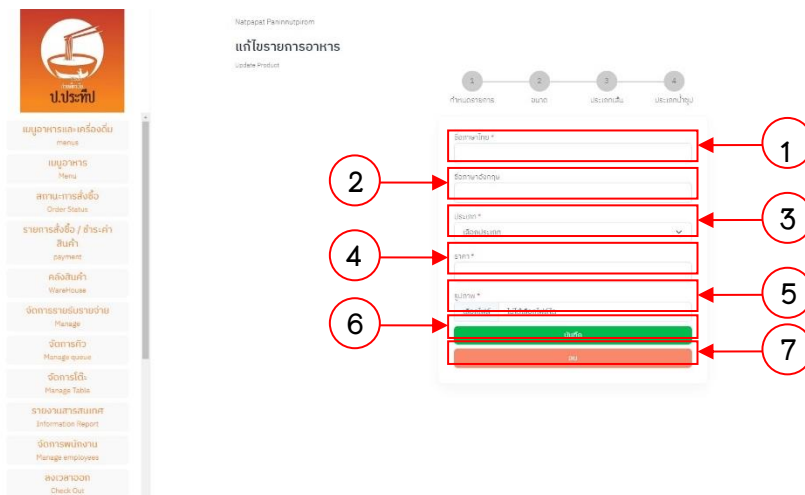 Natpapat Paninnutpirom
แก้ไขรายการอาหาร
Update Product
ป.ประทีป
เมนูอาหารและเครื่องดื่ม
menus
เมนูอาหาร
Menu
สถานะการสั่งซื้อ
Order Status
รายการสั่งซื้อ / ชำระค่า
สินค้า
payment
คลังสินค้า
WareHouse
จัดการรายรับรายจ่าย
Manage
จัดการคิว
Manage queue
จัดการโต๊ะ
Manage Table
รายงานสารสนเทศ
Information Report
จัดการพนักงาน
Manage employees
ลงเวลาออก
Check Out
1 2 3 4
กำหนดรายการ ขนาด ประเภทเส้น ประเภทน้ำซุป
ชื่อภาษาไทย *
1
ชื่อภาษาอังกฤษ
2
ประเภท *
เลือกประเภท
3
ราคา *
4
รูปภาพ *
5
บันทึก
6
ลบ
7